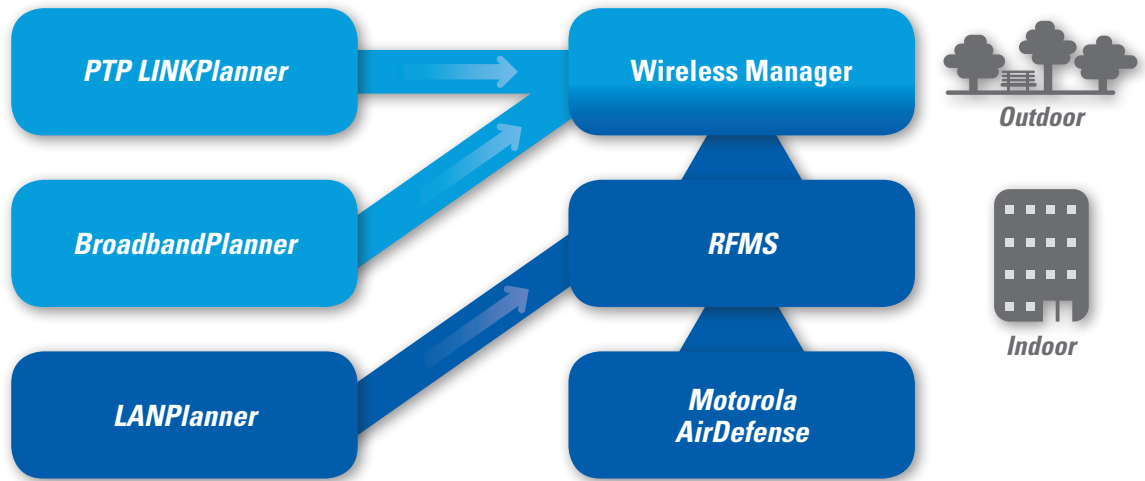 PTP LINKPlanner
Wireless Manager
Outdoor
BroadbandPlanner
RFMS
Indoor
LANPlanner
Motorola
AirDefense